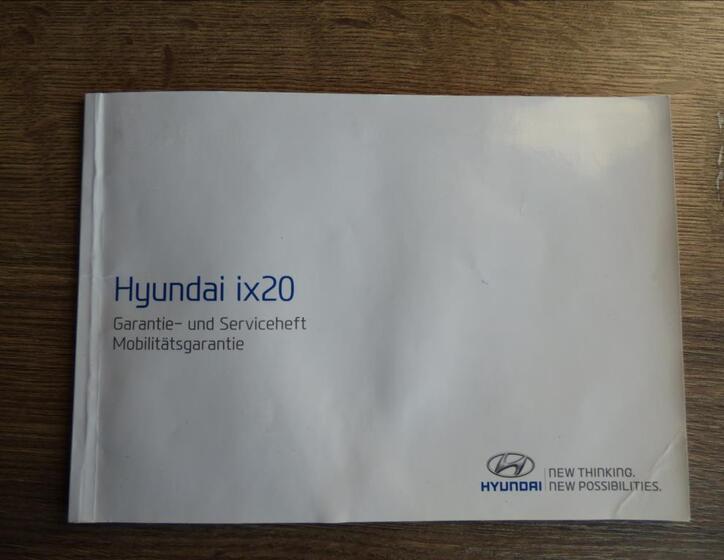 Hyundai ix20
Garantie- und Serviceheft
Mobilitätsgarantie
HYUNDAI
NEW THINKING.
NEW POSSIBILITIES.